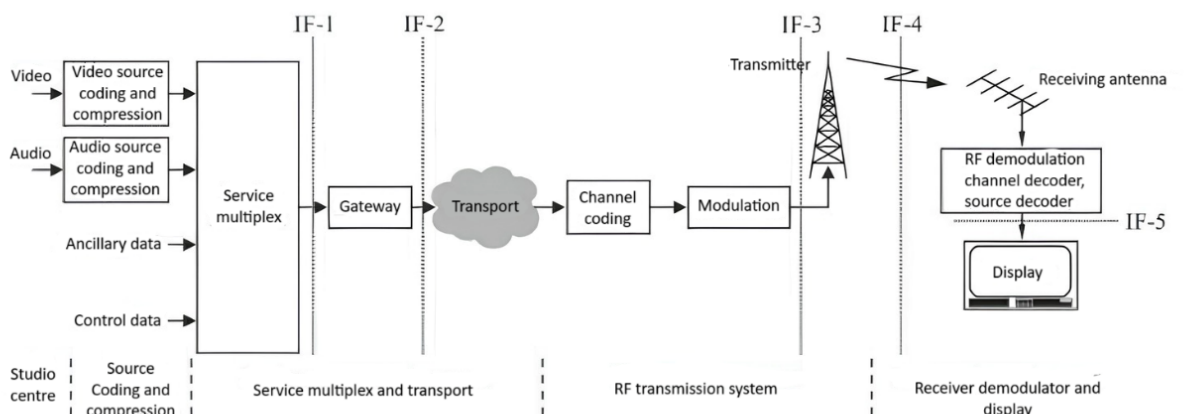 IF-1
IF-2
IF-3
IF-4
Video
Video source
coding and
compression
Transmitter
Receiving antenna
Audio
Audio source
coding and
compression
RF demodulation
channel decoder,
source decoder
Service
multiplex
Gateway
Transport
Channel
coding
Modulation
IF-5
Ancillary data
Display
Control data
Studio
centre
Source
Coding and
compression
Service multiplex and transport
RF transmission system
Receiver demodulator and
display